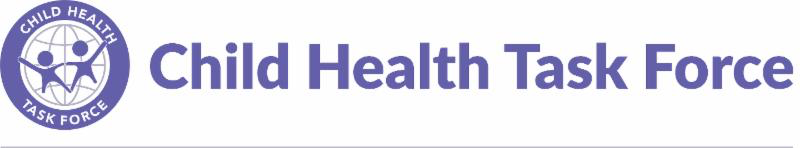 CHILD HEALTH
TASK FORCE
Child Health Task Force